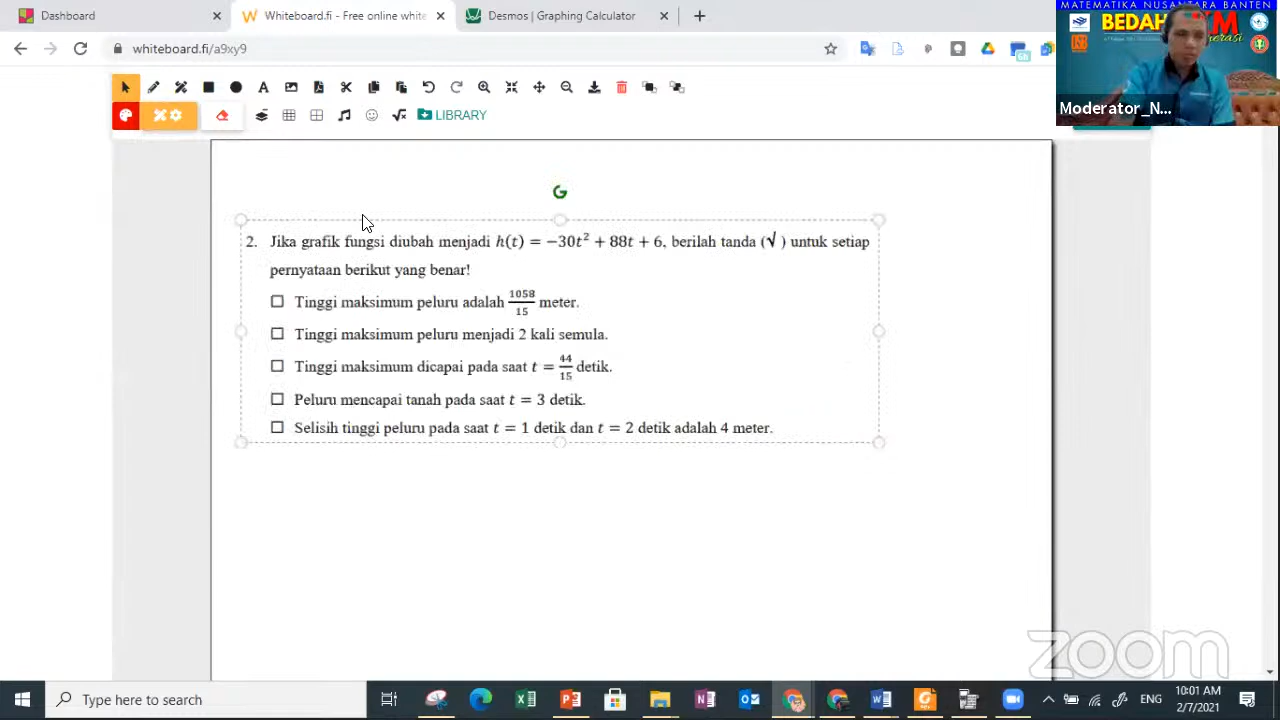 Dashboard
Whiteboard.fi - Free online white
Desmos | Graphing Calculator
whiteboard.fi/a9xy9
MATEMATIKA NUSANTARA BANTEN
BEDAH
Moderator_N...
LIBRARY
2. Jika grafik fungsi diubah menjadi h(t) = −30t² + 88t + 6, berilah tanda (√ ) untuk setiap
pernyataan berikut yang benar!
☐ Tinggi maksimum peluru adalah 1058/15 meter.
☐ Tinggi maksimum peluru menjadi 2 kali semula.
☐ Tinggi maksimum dicapai pada saat t = 44/15 detik.
☐ Peluru mencapai tanah pada saat t = 3 detik.
☐ Selisih tinggi peluru pada saat t = 1 detik dan t = 2 detik adalah 4 meter.
zoom
Type here to search
ENG
10:01 AM
2/7/2021